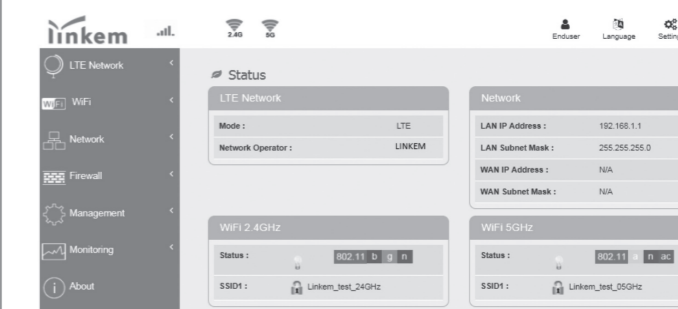 linkem
2.4G
5G
Enduser
Language
Setting
LTE Network
WiFi
WiFi
Network
Firewall
Management
Monitoring
About
Status
LTE Network
Mode :
LTE
Network Operator :
LINKEM
Network
LAN IP Address :
192.168.1.1
LAN Subnet Mask :
255.255.255.0
WAN IP Address :
N/A
WAN Subnet Mask :
N/A
WiFi 2.4GHz
Status :
802.11 b g n
SSID1 :
Linkem_test_24GHz
WiFi 5GHz
Status :
802.11 a n ac
SSID1 :
Linkem_test_05GHz